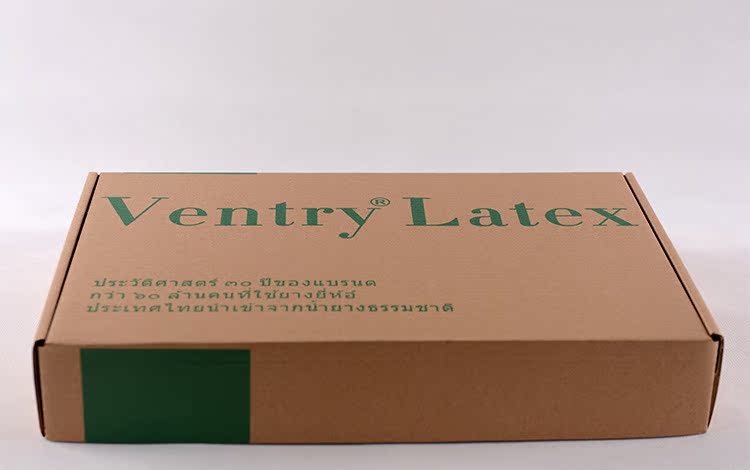 Ventry® Latex
ประวัติศาสตร์ ๓๐ ปีของแบรนด
กว่า ๖๐ ล้านคนที่ใช้ยางยี่ห้อ
ประเทศไทยนำเข้าจากน้ำยางธรรมชาติ